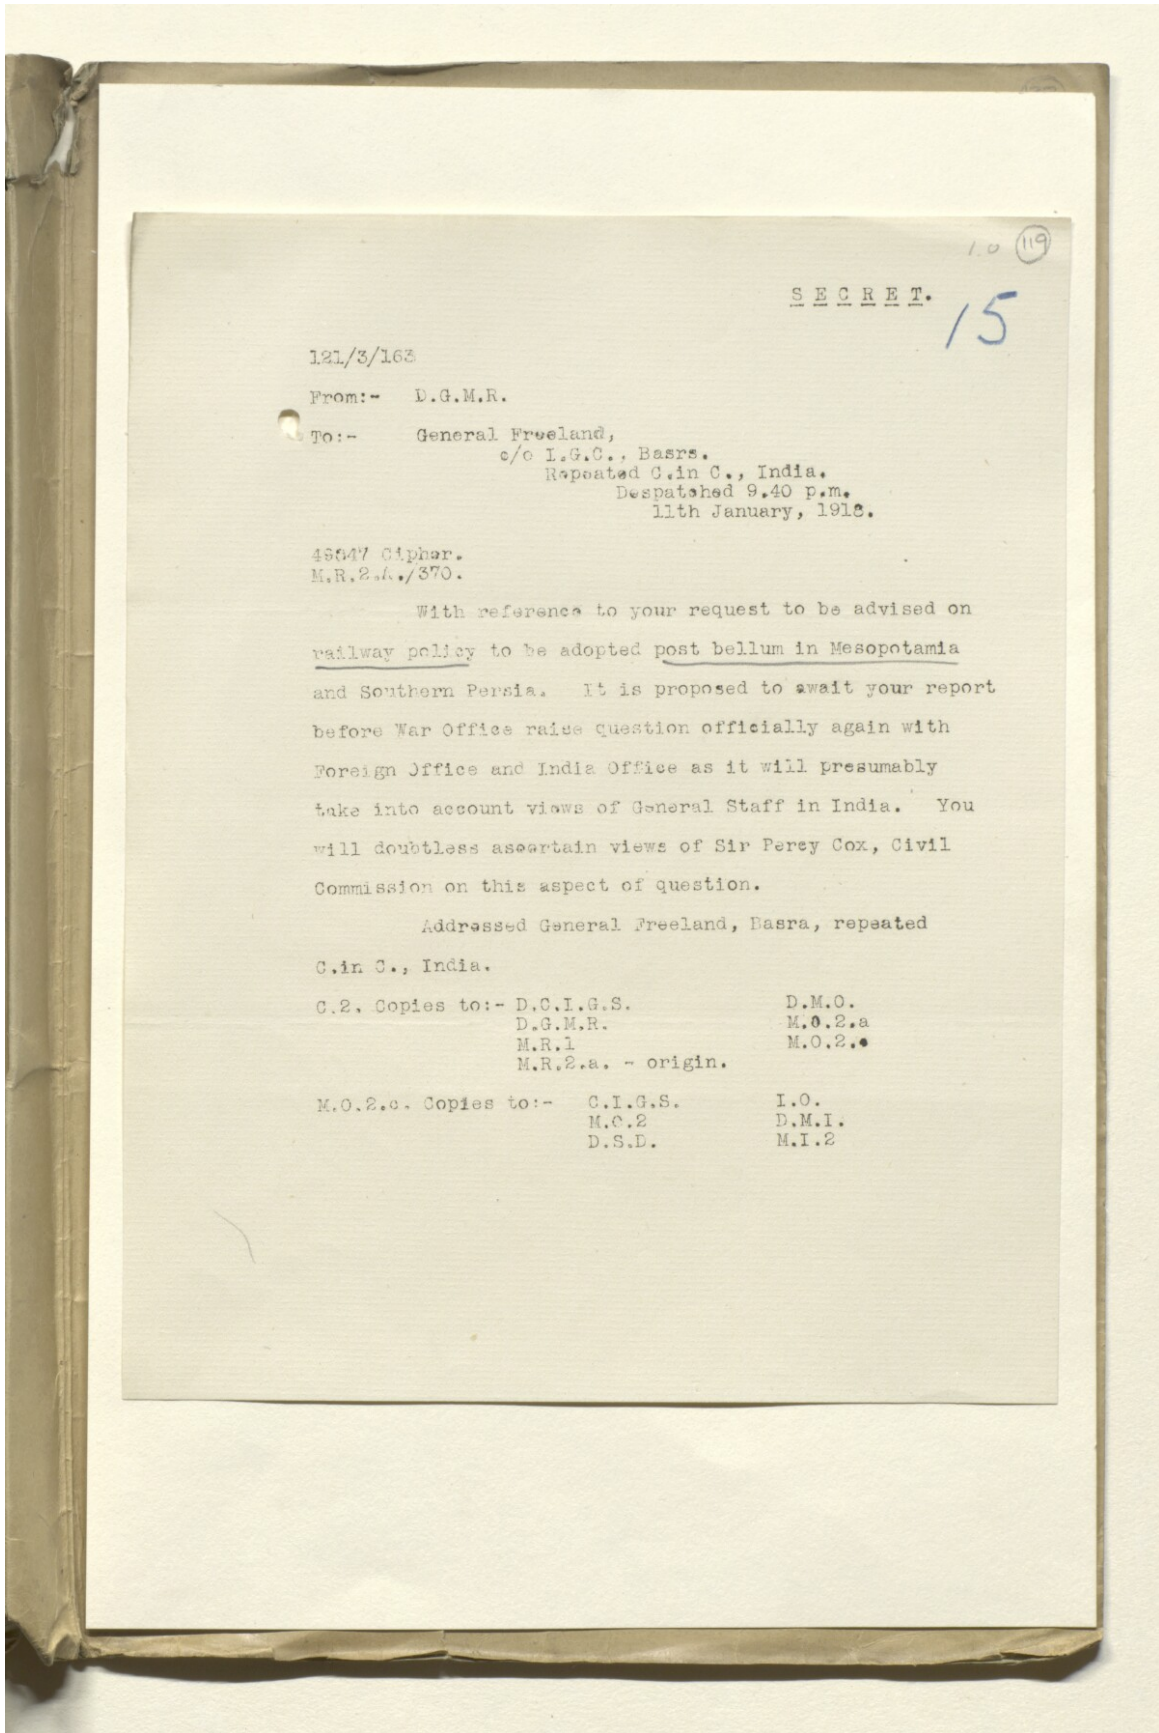 1.0 119
S E C R E T.
15
121/3/163
From:- D.G.M.R.
To:- General Freeland,
c/o I.G.C., Basrs.
Repeated C.in C., India.
Despatched 9.40 p.m.
11th January, 1918.
Cipher.
M.R.2.A./370.
With reference to your request to be advised on
railway policy to be adopted post bellum in Mesopotamia
and Southern Persia. It is proposed to await your report
before War Office raise question officially again with
Foreign Office and India Office as it will presumably
take into account views of General Staff in India. You
will doubtless ascertain views of Sir Percy Cox, Civil
Commission on this aspect of question.
Addressed General Freeland, Basra, repeated
C.in C., India.
C.2. Copies to:- D.C.I.G.S. D.M.O.
D.G.M.R. M.O.2.a
M.R.1 M.O.2.
M.R.2.a. - origin.
M.O.2.c. Copies to:- C.I.G.S. I.O.
M.O.2 D.M.I.
D.S.D. M.I.2